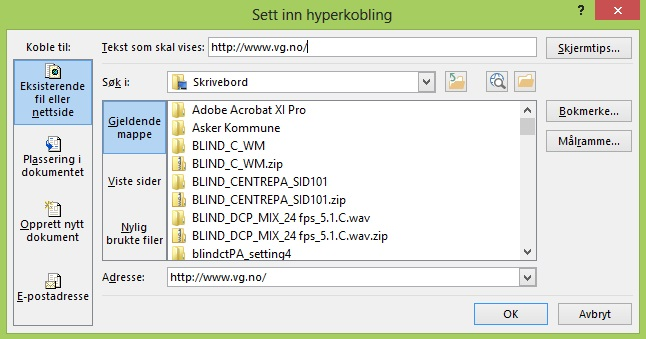 Sett inn hyperkobling
?
Koble til:
Tekst som skal vises: http://www.vg.no/
Skjermtips...
Eksisterende
fil eller
nettside
Søk i:
Skrivebord
Gjeldende
mappe
Adobe Acrobat XI Pro
Asker Kommune
BLIND_C_WM
BLIND_C_WM.zip
BLIND_CENTREPA_SID101
BLIND_CENTREPA_SID101.zip
BLIND_DCP_MIX_24 fps_5.1.C.wav
BLIND_DCP_MIX_24 fps_5.1.C.wav.zip
blindctPA_setting4
Bokmerke...
Målramme...
Plassering i
dokumentet
Viste sider
Opprett nytt
dokument
Nylig
brukte filer
E-postadresse
Adresse:
http://www.vg.no/
OK
Avbryt